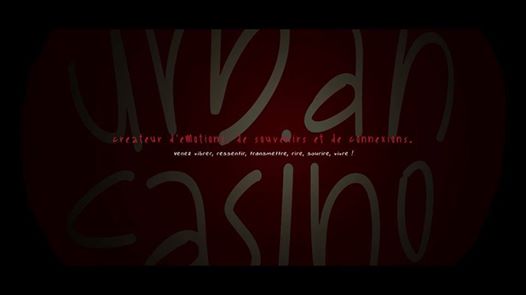 urban
createur d'émotions, de souvenirs et de connexions.
venez vibrer, ressentir, transmettre, rire, sourire, vivre !
casino